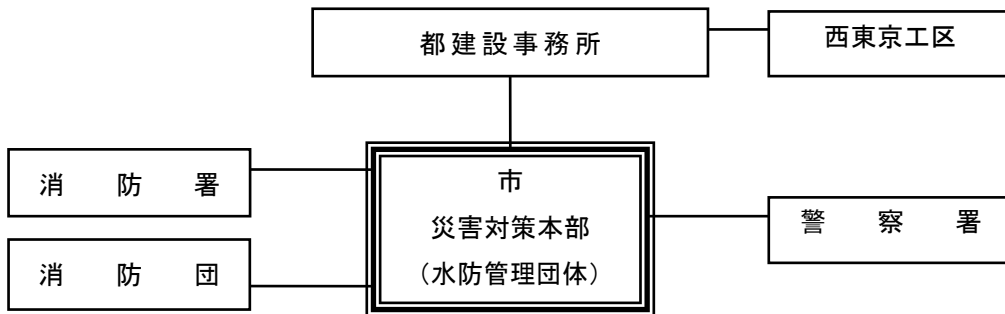 都建設事務所
西東京工区
消防署
市
災害対策本部
(水防管理団体)
警察署
消防団